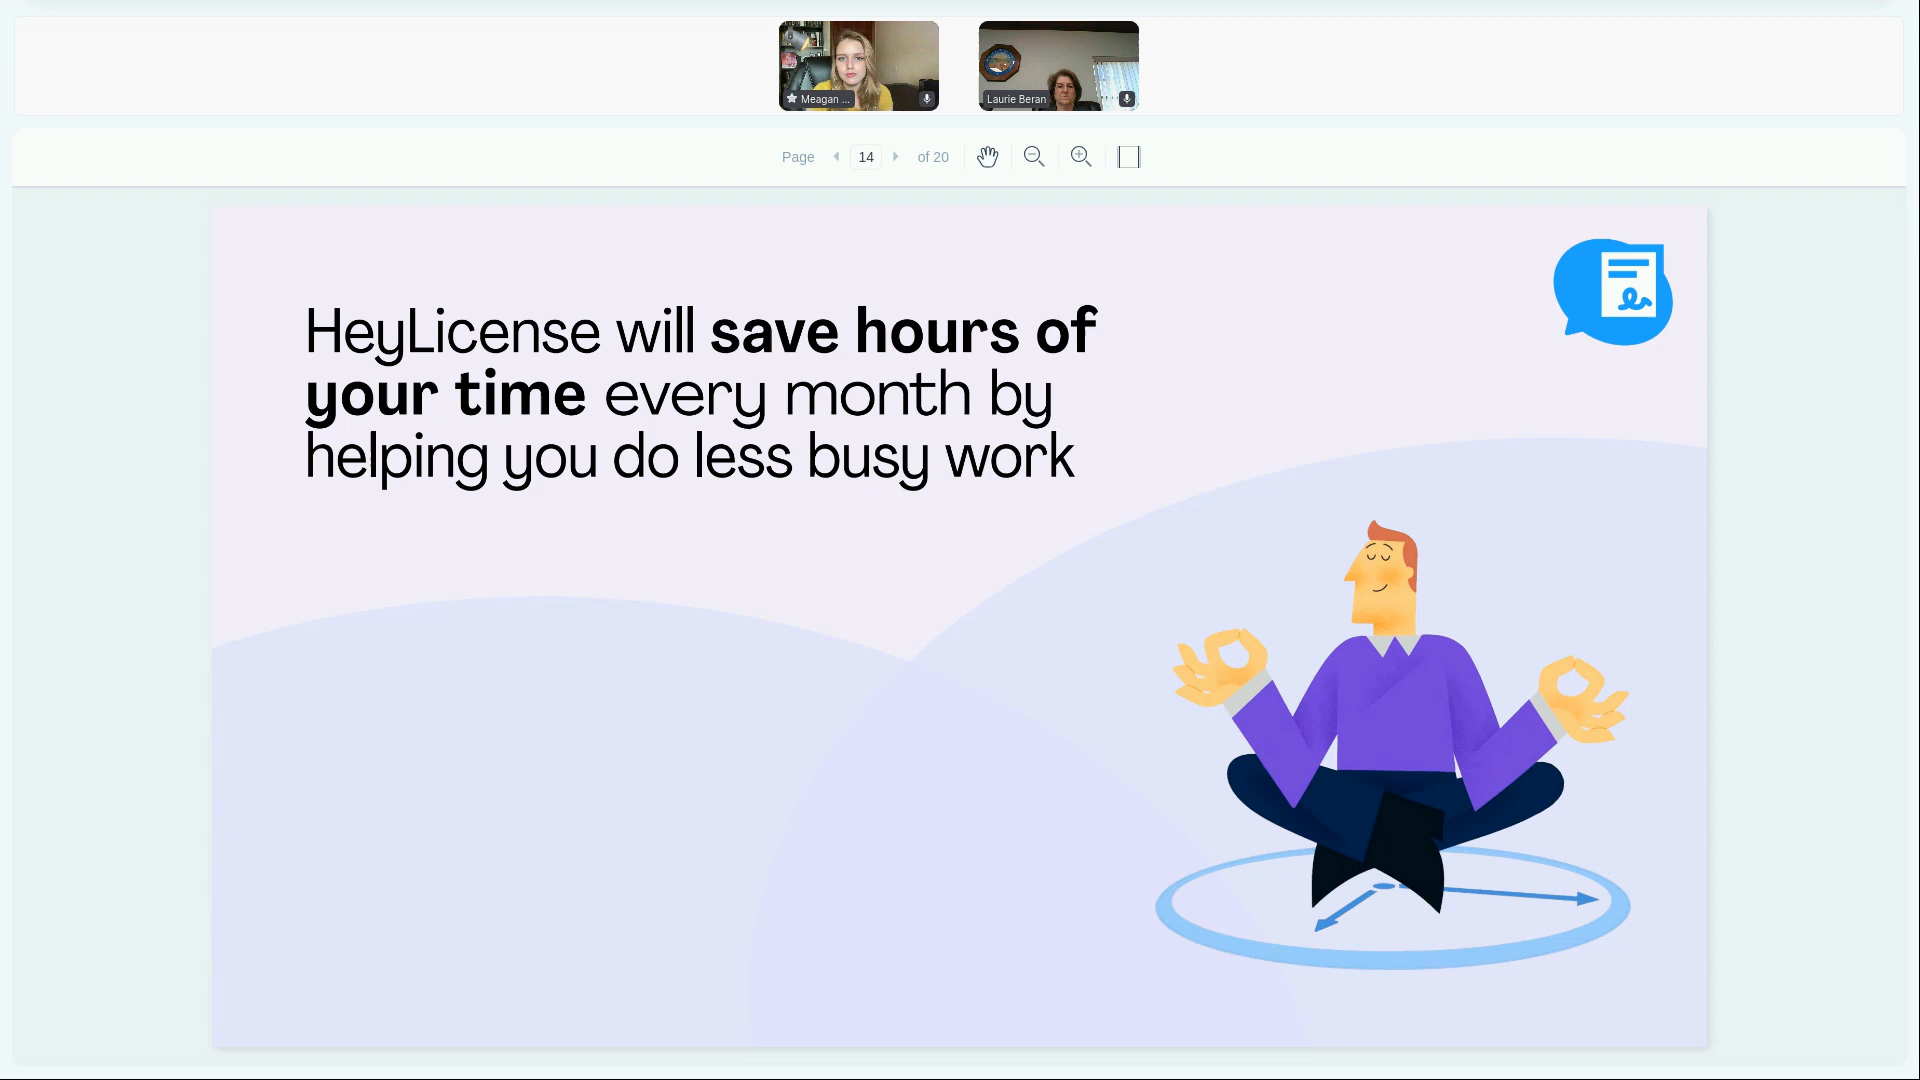 Meagan ...
Laurie Beran
Page 14 of 20
HeyLicense will save hours of
your time every month by
helping you do less busy work